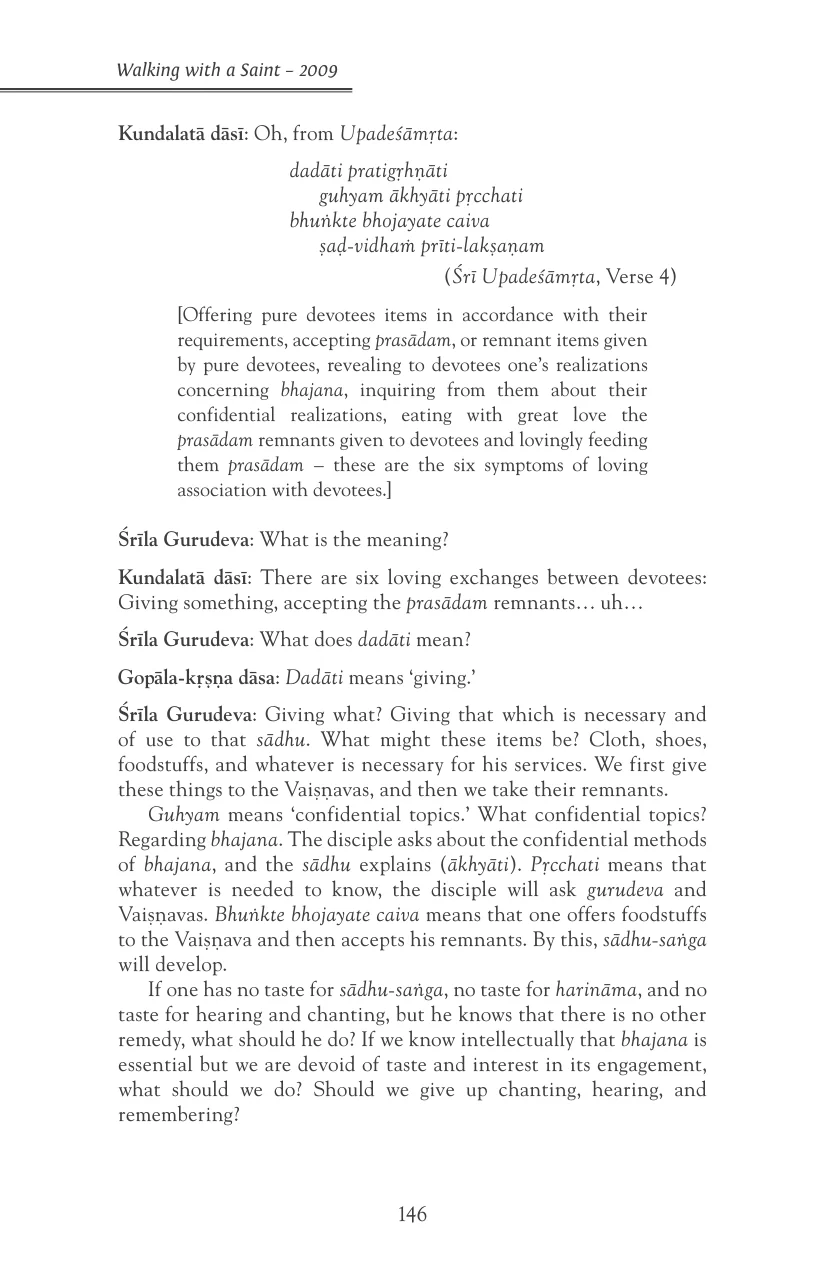 Walking with a Saint – 2009
Kundalatā dāsī: Oh, from Upadeśāmṛta:
dadāti pratigṛhṇāti
guhyam ākhyāti pṛcchati
bhuṅkte bhojayate caiva
ṣaḍ-vidhaṁ prīti-lakṣaṇam
(Śrī Upadeśāmṛta, Verse 4)
[Offering pure devotees items in accordance with their
requirements, accepting prasādam, or remnant items given
by pure devotees, revealing to devotees one’s realizations
concerning bhajana, inquiring from them about their
confidential realizations, eating with great love the
prasādam remnants given to devotees and lovingly feeding
them prasādam – these are the six symptoms of loving
association with devotees.]
Śrīla Gurudeva: What is the meaning?
Kundalatā dāsī: There are six loving exchanges between devotees:
Giving something, accepting the prasādam remnants… uh…
Śrīla Gurudeva: What does dadāti mean?
Gopāla-kṛṣṇa dāsa: Dadāti means ‘giving.’
Śrīla Gurudeva: Giving what? Giving that which is necessary and
of use to that sādhu. What might these items be? Cloth, shoes,
foodstuffs, and whatever is necessary for his services. We first give
these things to the Vaiṣṇavas, and then we take their remnants.
Guhyam means ‘confidential topics.’ What confidential topics?
Regarding bhajana. The disciple asks about the confidential methods
of bhajana, and the sādhu explains (ākhyāti). Pṛcchati means that
whatever is needed to know, the disciple will ask gurudeva and
Vaiṣṇavas. Bhuṅkte bhojayate caiva means that one offers foodstuffs
to the Vaiṣṇava and then accepts his remnants. By this, sādhu-saṅga
will develop.
If one has no taste for sādhu-saṅga, no taste for harināma, and no
taste for hearing and chanting, but he knows that there is no other
remedy, what should he do? If we know intellectually that bhajana is
essential but we are devoid of taste and interest in its engagement,
what should we do? Should we give up chanting, hearing, and
remembering?
146